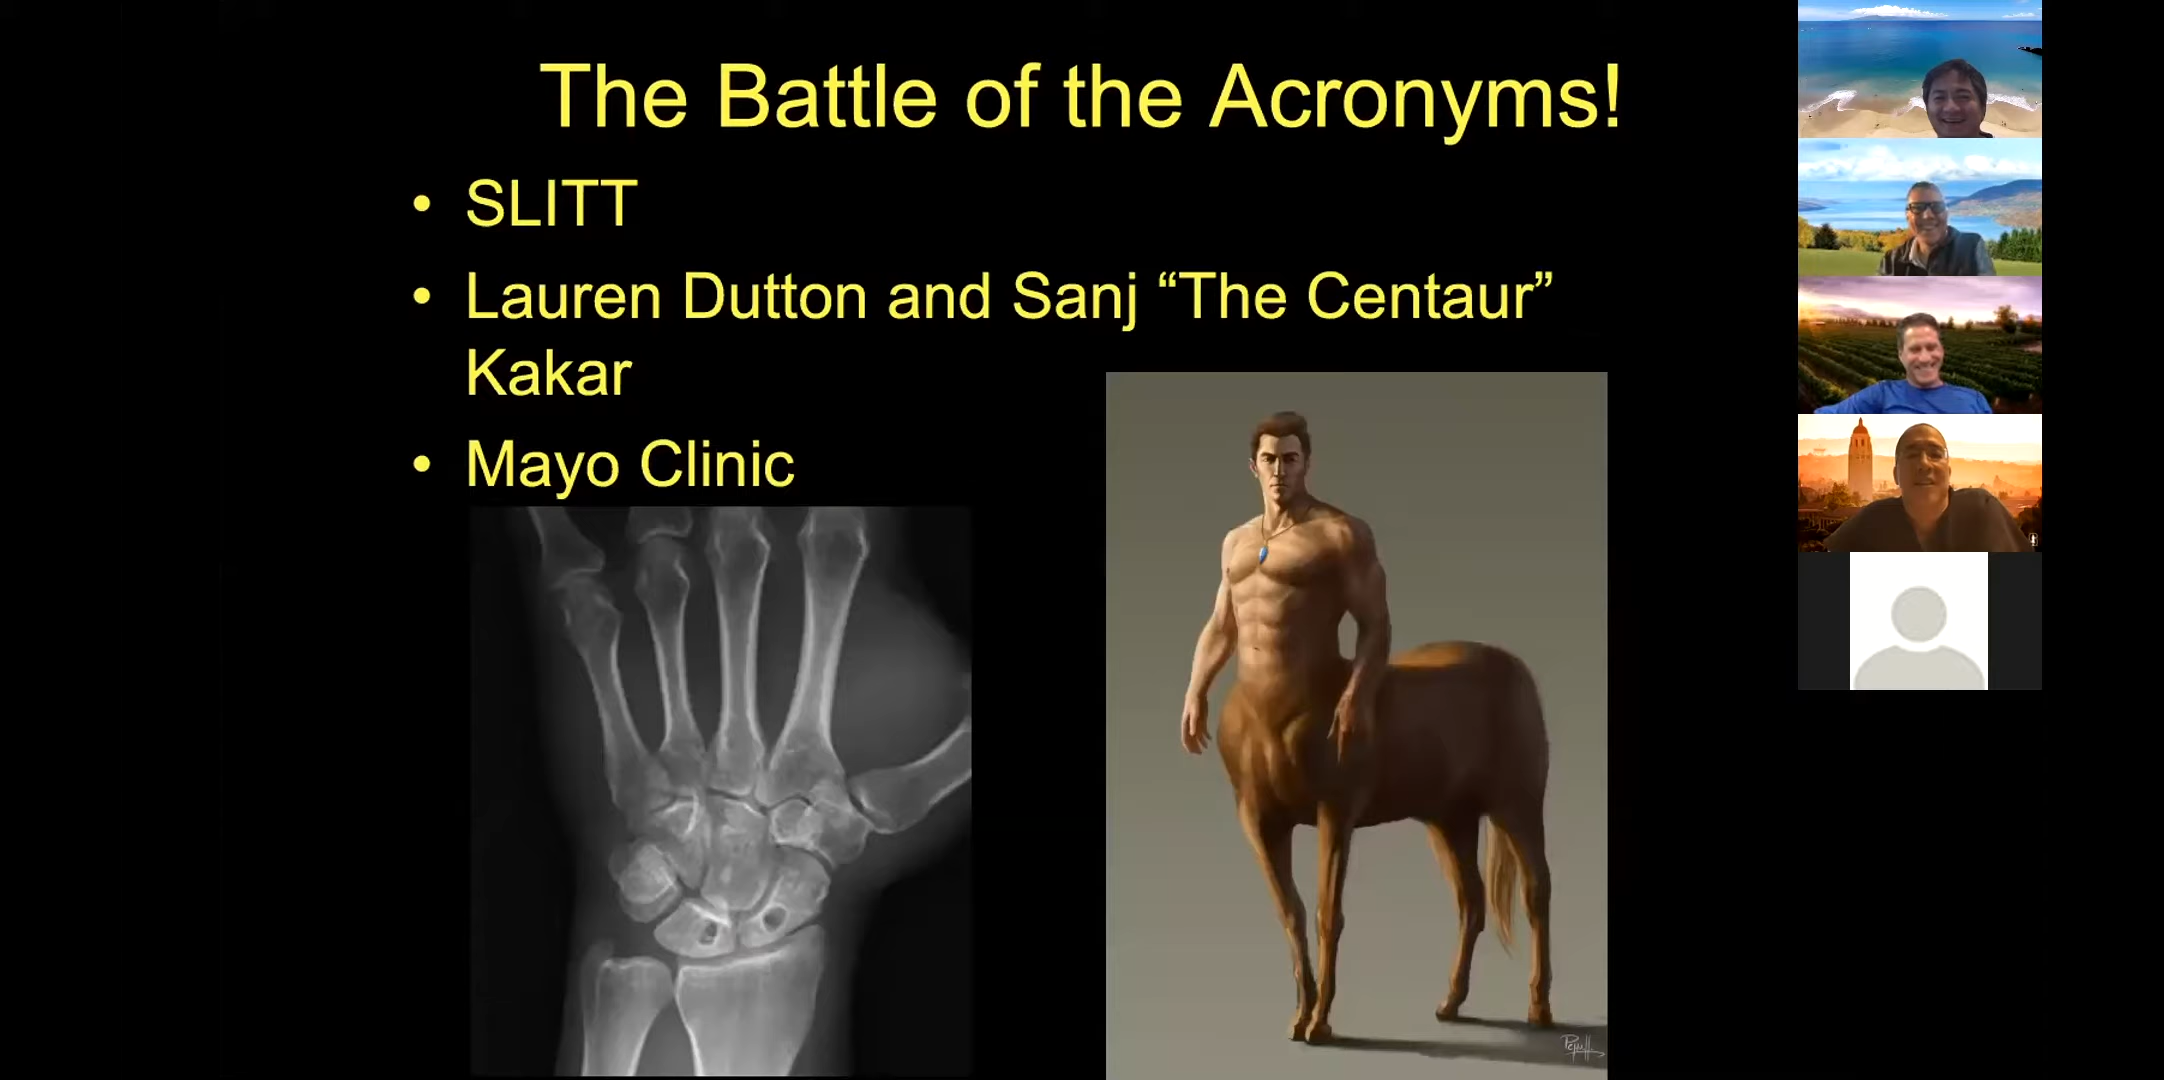 The Battle of the Acronyms!
• SLITT
• Lauren Dutton and Sanj “The Centaur”
Kakar
• Mayo Clinic